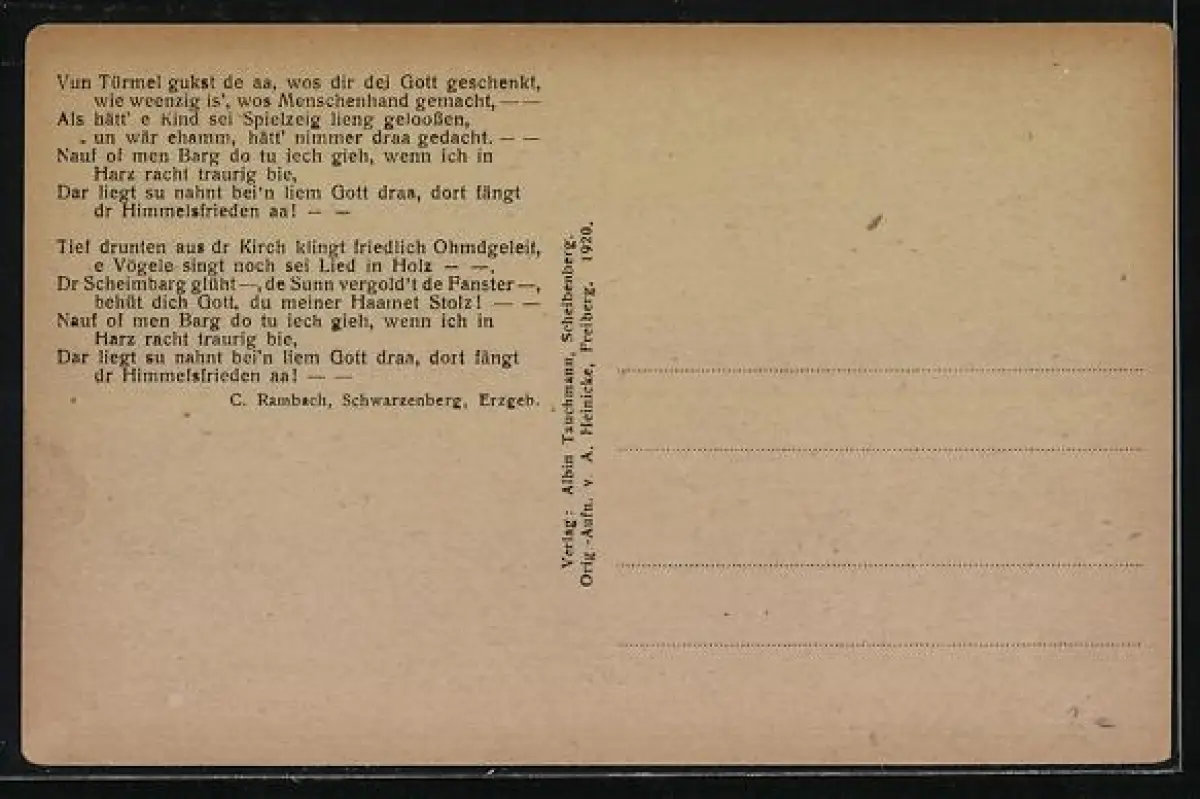 Vun Türmel gukst de aa, wos dir dei Gott geschenkt,
wie weenzig is', wos Menschenhand gemacht, — —
Als hätt' e Kind sei Spielzeig lieng gelooßen,
un wär ehamm, hätt' nimmer draa gedacht. — —
Nauf of men Barg do tu iech gieh, wenn ich in
Harz racht traurig bie,
Dar liegt su nahnt bei'n liem Gott draa, dort fängt
dr Himmelsfrieden aa! — —
Tief drunten aus dr Kirch klingt friedlich Ohmdgeleit,
e Vögele singt noch sei Lied in Holz — —,
Dr Scheimbarg glüht —, de Sunn vergold't de Fanster —,
behüt dich Gott, du meiner Haamet Stolz! — —
Nauf of men Barg do tu iech gieh, wenn ich in
Harz racht traurig bie,
Dar liegt su nahnt bei'n liem Gott draa, dort fängt
dr Himmelsfrieden aa! — —
C. Rambach, Schwarzenberg, Erzgeb.
Verlag: Albin Tauchmann, Scheibenberg.
Orig.-Aufn. v. A. Heinicke, Freiberg. 1920.